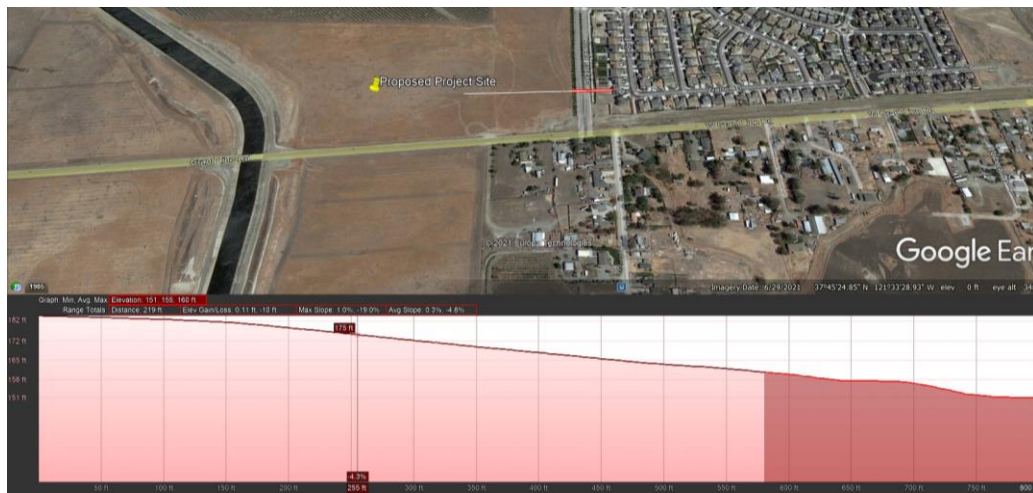 Proposed Project Site
©2021 Europa Technologies
Google Ear
1985
Imagery Date: 6/29/2021 37°45'24.85" N 121°33'28.93" W elev 0 ft eye alt 34
Graph: Min, Avg, Max Elevation: 151, 155, 160 ft
Range Totals: Distance: 219 ft Elev Gain/Loss: 0.11 ft, -13 ft Max Slope: 1.0%, -19.0% Avg Slope: 0.3%, -4.8%
182 ft
175 ft
172 ft
165 ft
158 ft
151 ft
-4.3%
50 ft 100 ft 150 ft 200 ft 255 ft 300 ft 350 ft 400 ft 450 ft 500 ft 550 ft 600 ft 650 ft 700 ft 750 ft 800